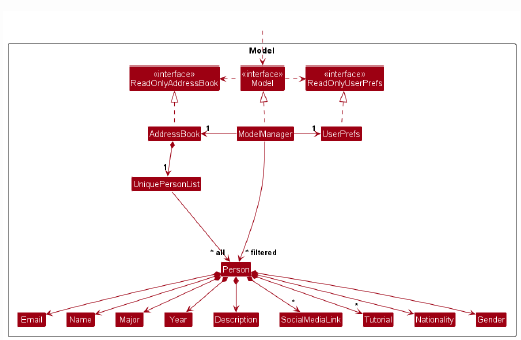 Model
«interface»
ReadOnlyAddressBook
«interface»
Model
«interface»
ReadOnlyUserPrefs
AddressBook
1
ModelManager
1
UserPrefs
1
UniquePersonList
* all
* filtered
Person
*
*
Email
Name
Major
Year
Description
SocialMediaLink
Tutorial
Nationality
Gender